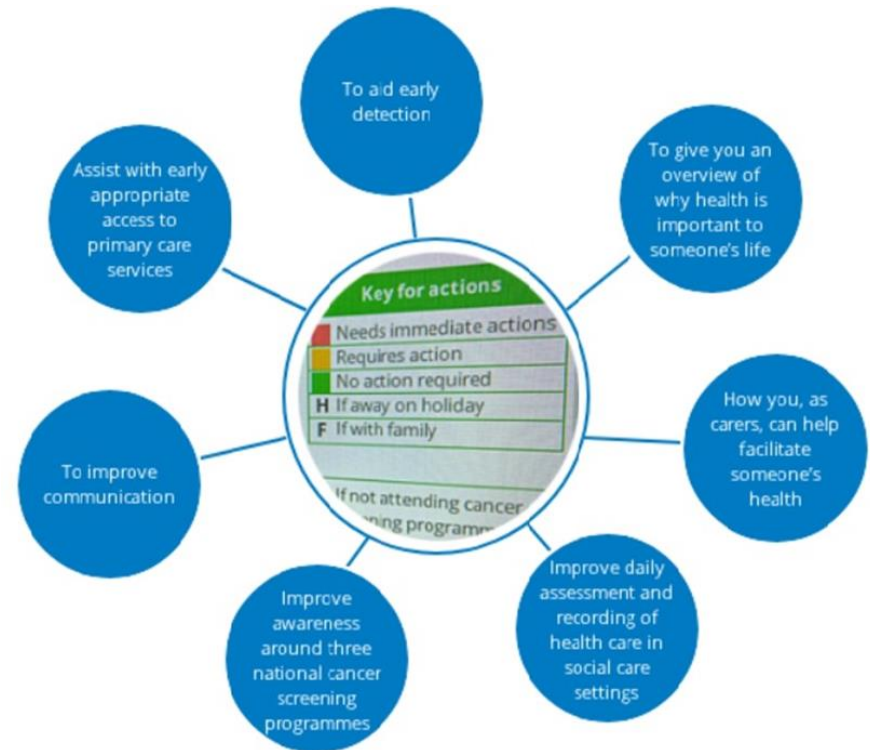 To aid early
detection
To give you an
overview of
why health is
important to
someone's life
How you, as
carers, can help
facilitate
someone's
health
Improve daily
assessment and
recording of
health care in
social care
settings
Improve
awareness
around three
national cancer
screening
programmes
To improve
communication
Assist with early
appropriate
access to
primary care
services
Key for actions
Needs immediate actions
Requires action
No action required
H If away on holiday
F If with family
If not attending cancer